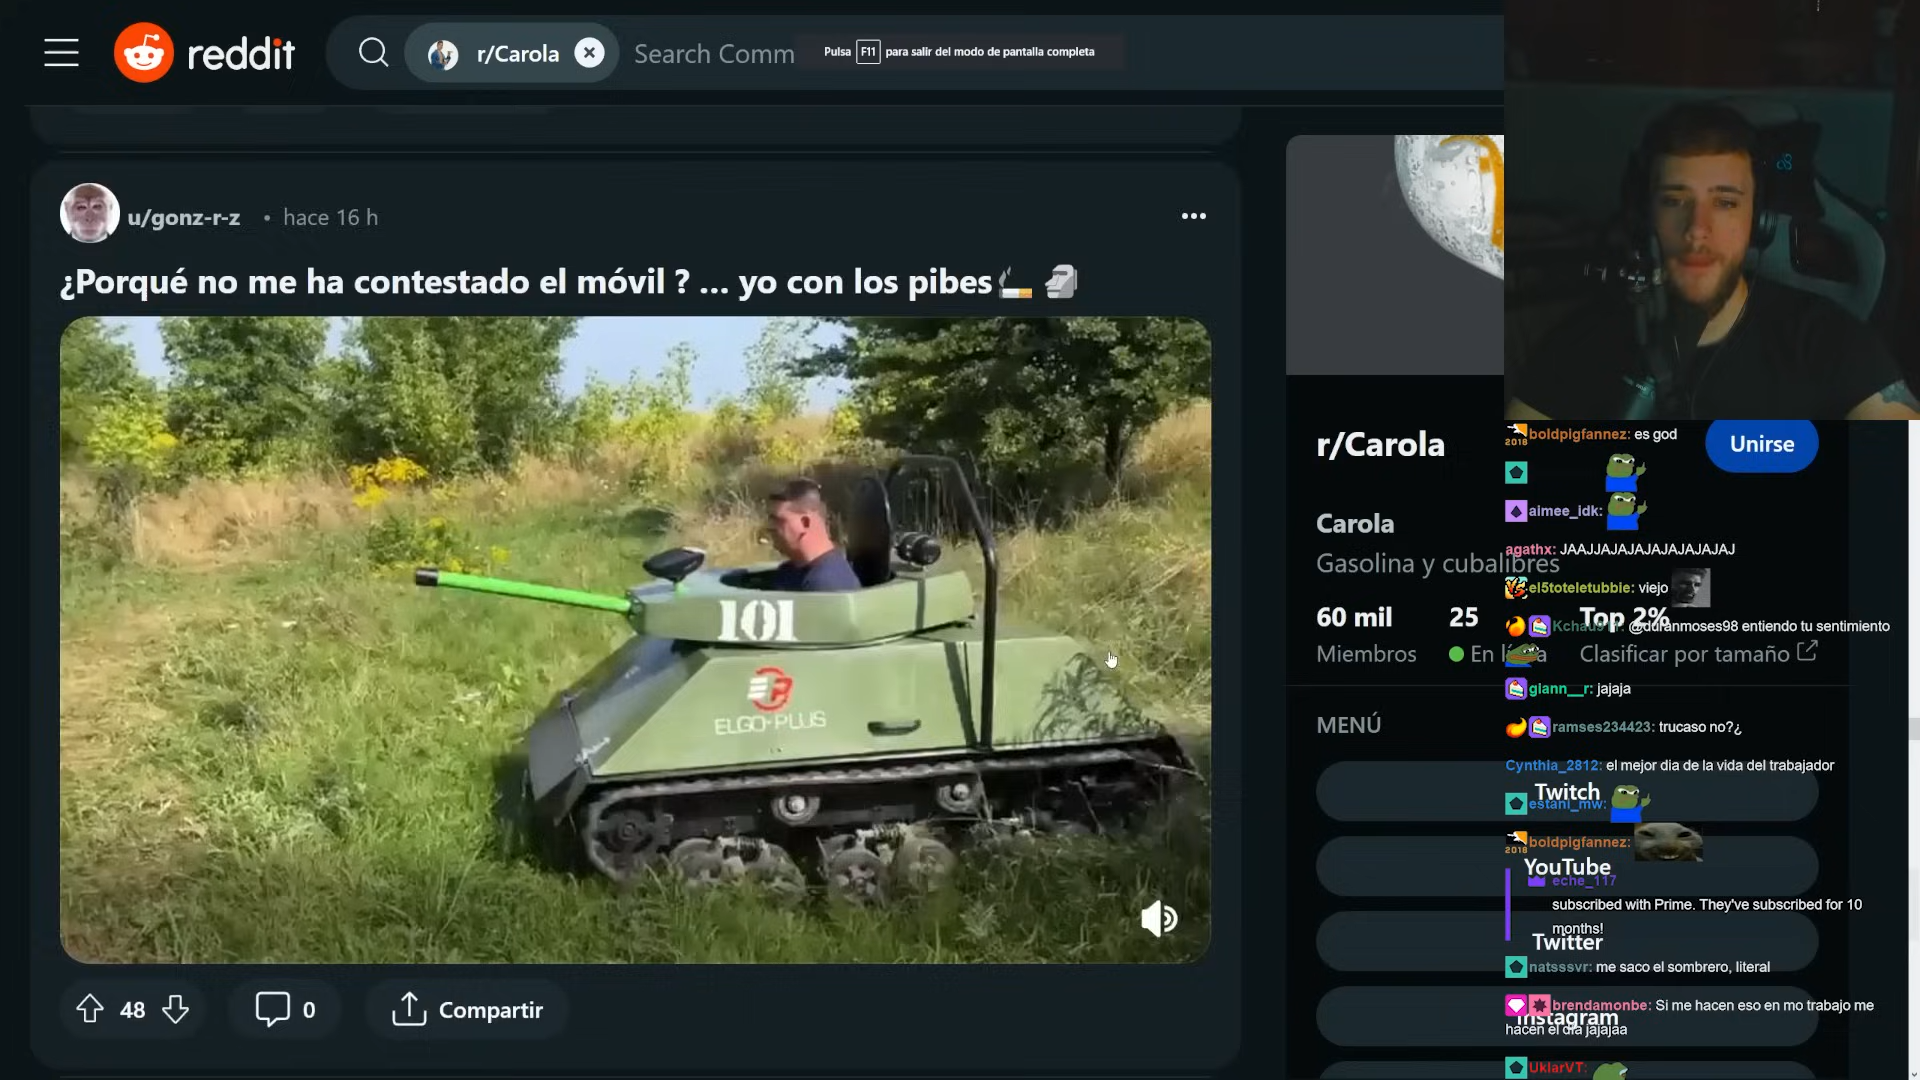 reddit
r/Carola
Search Comm
Pulsa F11 para salir del modo de pantalla completa
u/gonz-r-z • hace 16 h
¿Porqué no me ha contestado el móvil ? ... yo con los pibes
101
ELGO-PLUS
48
0
Compartir
r/Carola
Unirse
Carola
Gasolina y cubalibres
60 mil
25
Top 2%
Miembros
Clasificar por tamaño
MENÚ
Twitch
YouTube
Twitter
Instagram
2018 boldpigfannez: es god
aimee_idk:
agathx: JAAJJAJAJAJAJAJAJAJ
el5toteletubbie: viejo
@duranmoses98 entiendo tu sentimiento
giann__r: jajaja
ramses234423: trucaso no?¿
Cynthia_2812: el mejor dia de la vida del trabajador
estani_mw:
2018 boldpigfannez:
eche_117
subscribed with Prime. They've subscribed for 10
months!
natsssvr: me saco el sombrero, literal
brendamonbe: Si me hacen eso en mo trabajo me
hacen el dia jajajaa
UklarVT: